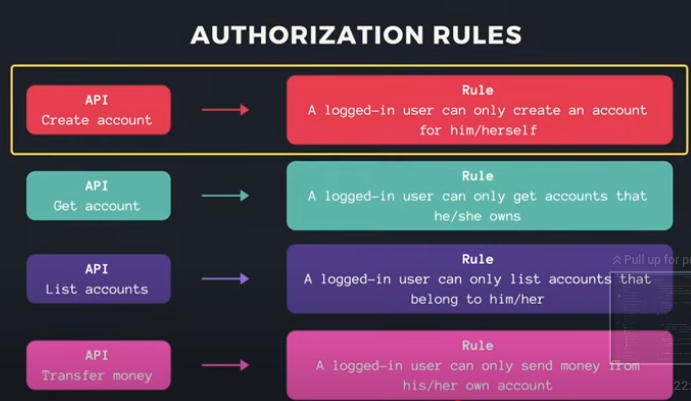 AUTHORIZATION RULES
API
Create account
Rule
A logged-in user can only create an account
for him/herself
API
Get account
Rule
A logged-in user can only get accounts that
he/she owns
API
List accounts
Rule
A logged-in user can only list accounts that
belong to him/her
Pull up for pr
API
Transfer money
Rule
A logged-in user can only send money from
his/her own account
22: